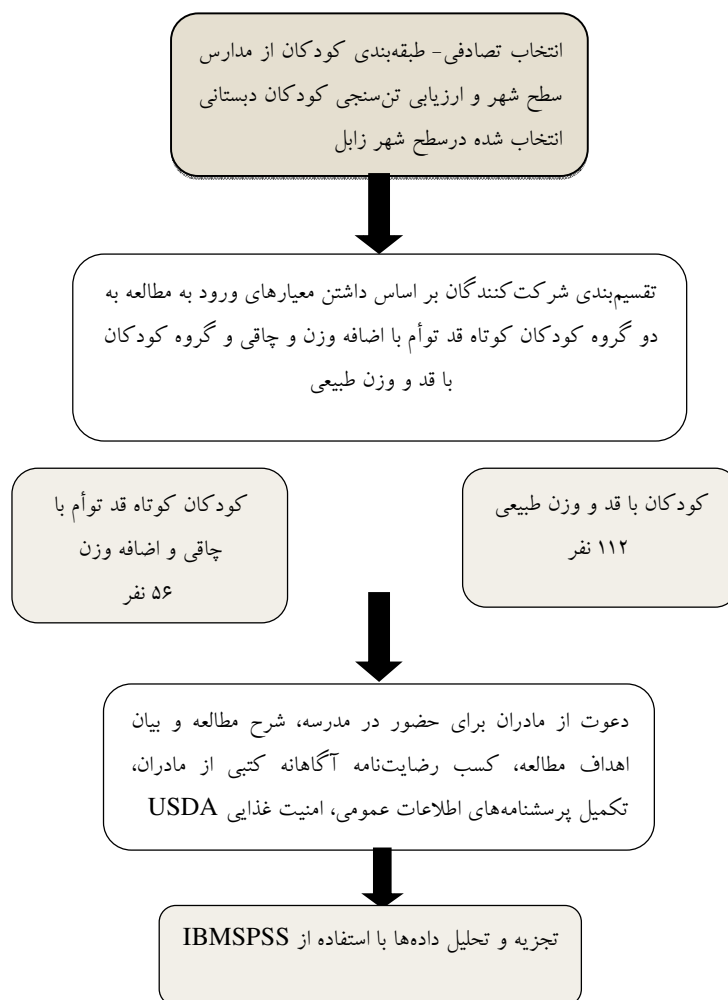 انتخاب تصادفی- طبقه‌بندی کودکان از مدارس
سطح شهر و ارزیابی تن‌سنجی کودکان دبستانی
انتخاب شده درسطح شهر زابل
تقسیم‌بندی شرکت‌کنندگان بر اساس داشتن معیارهای ورود به مطالعه به
دو گروه کودکان کوتاه قد توأم با اضافه وزن و چاقی و گروه کودکان
با قد و وزن طبیعی
کودکان با قد و وزن طبیعی
۱۱۲ نفر
کودکان کوتاه قد توأم با
چاقی و اضافه وزن
۵۶ نفر
دعوت از مادران برای حضور در مدرسه، شرح مطالعه و بیان
اهداف مطالعه، کسب رضایت‌نامه آگاهانه کتبی از مادران،
تکمیل پرسشنامه‌های اطلاعات عمومی، امنیت غذایی USDA
تجزیه و تحلیل داده‌ها با استفاده از IBMSPSS